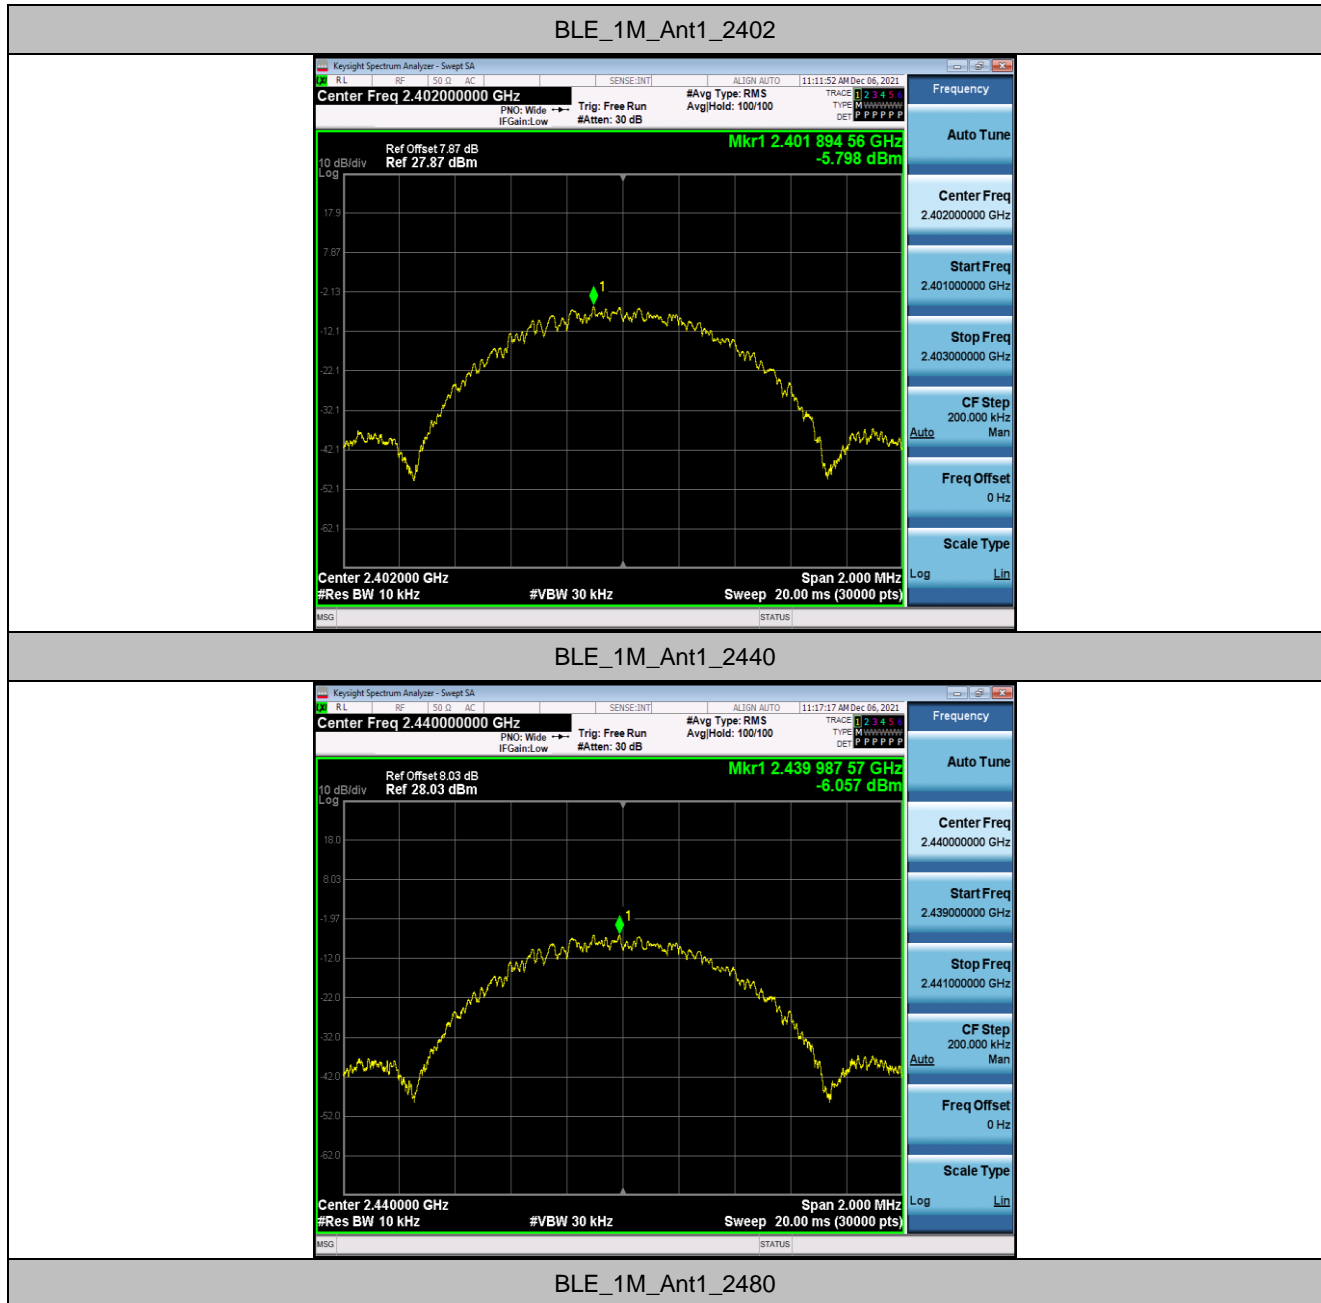 BLE_1M_Ant1_2402
Keysight Spectrum Analyzer - Swept SA
RL RF 50 Ω AC SENSE:INT ALIGN AUTO 11:11:52 AM Dec 06, 2021
Center Freq 2.402000000 GHz #Avg Type: RMS TRACE 1 2 3 4 5 6 Frequency
PNO: Wide Trig: Free Run Avg|Hold: 100/100 TYPE M WWWWW
IFGain:Low #Atten: 30 dB DET P P P P P P
Auto Tune
Mkr1 2.401 894 56 GHz
Ref Offset 7.87 dB
10 dB/div Ref 27.87 dBm -5.798 dBm
Log
Center Freq
2.402000000 GHz
17.9
7.87
Start Freq
2.401000000 GHz
-2.13
1
-12.1
Stop Freq
2.403000000 GHz
-22.1
-32.1
CF Step
200.000 kHz
Auto Man
-42.1
Freq Offset
0 Hz
-52.1
-62.1
Scale Type
Log Lin
Center 2.402000 GHz Span 2.000 MHz
#Res BW 10 kHz #VBW 30 kHz Sweep 20.00 ms (30000 pts)
MSG STATUS
BLE_1M_Ant1_2440
Keysight Spectrum Analyzer - Swept SA
RL RF 50 Ω AC SENSE:INT ALIGN AUTO 11:17:17 AM Dec 06, 2021
Center Freq 2.440000000 GHz #Avg Type: RMS TRACE 1 2 3 4 5 6 Frequency
PNO: Wide Trig: Free Run Avg|Hold: 100/100 TYPE M WWWWW
IFGain:Low #Atten: 30 dB DET P P P P P P
Auto Tune
Mkr1 2.439 987 57 GHz
Ref Offset 8.03 dB
10 dB/div Ref 28.03 dBm -6.057 dBm
Log
Center Freq
2.440000000 GHz
18.0
8.03
Start Freq
2.439000000 GHz
-1.97
1
-12.0
Stop Freq
2.441000000 GHz
-22.0
-32.0
CF Step
200.000 kHz
Auto Man
-42.0
Freq Offset
0 Hz
-52.0
-62.0
Scale Type
Log Lin
Center 2.440000 GHz Span 2.000 MHz
#Res BW 10 kHz #VBW 30 kHz Sweep 20.00 ms (30000 pts)
MSG STATUS
BLE_1M_Ant1_2480